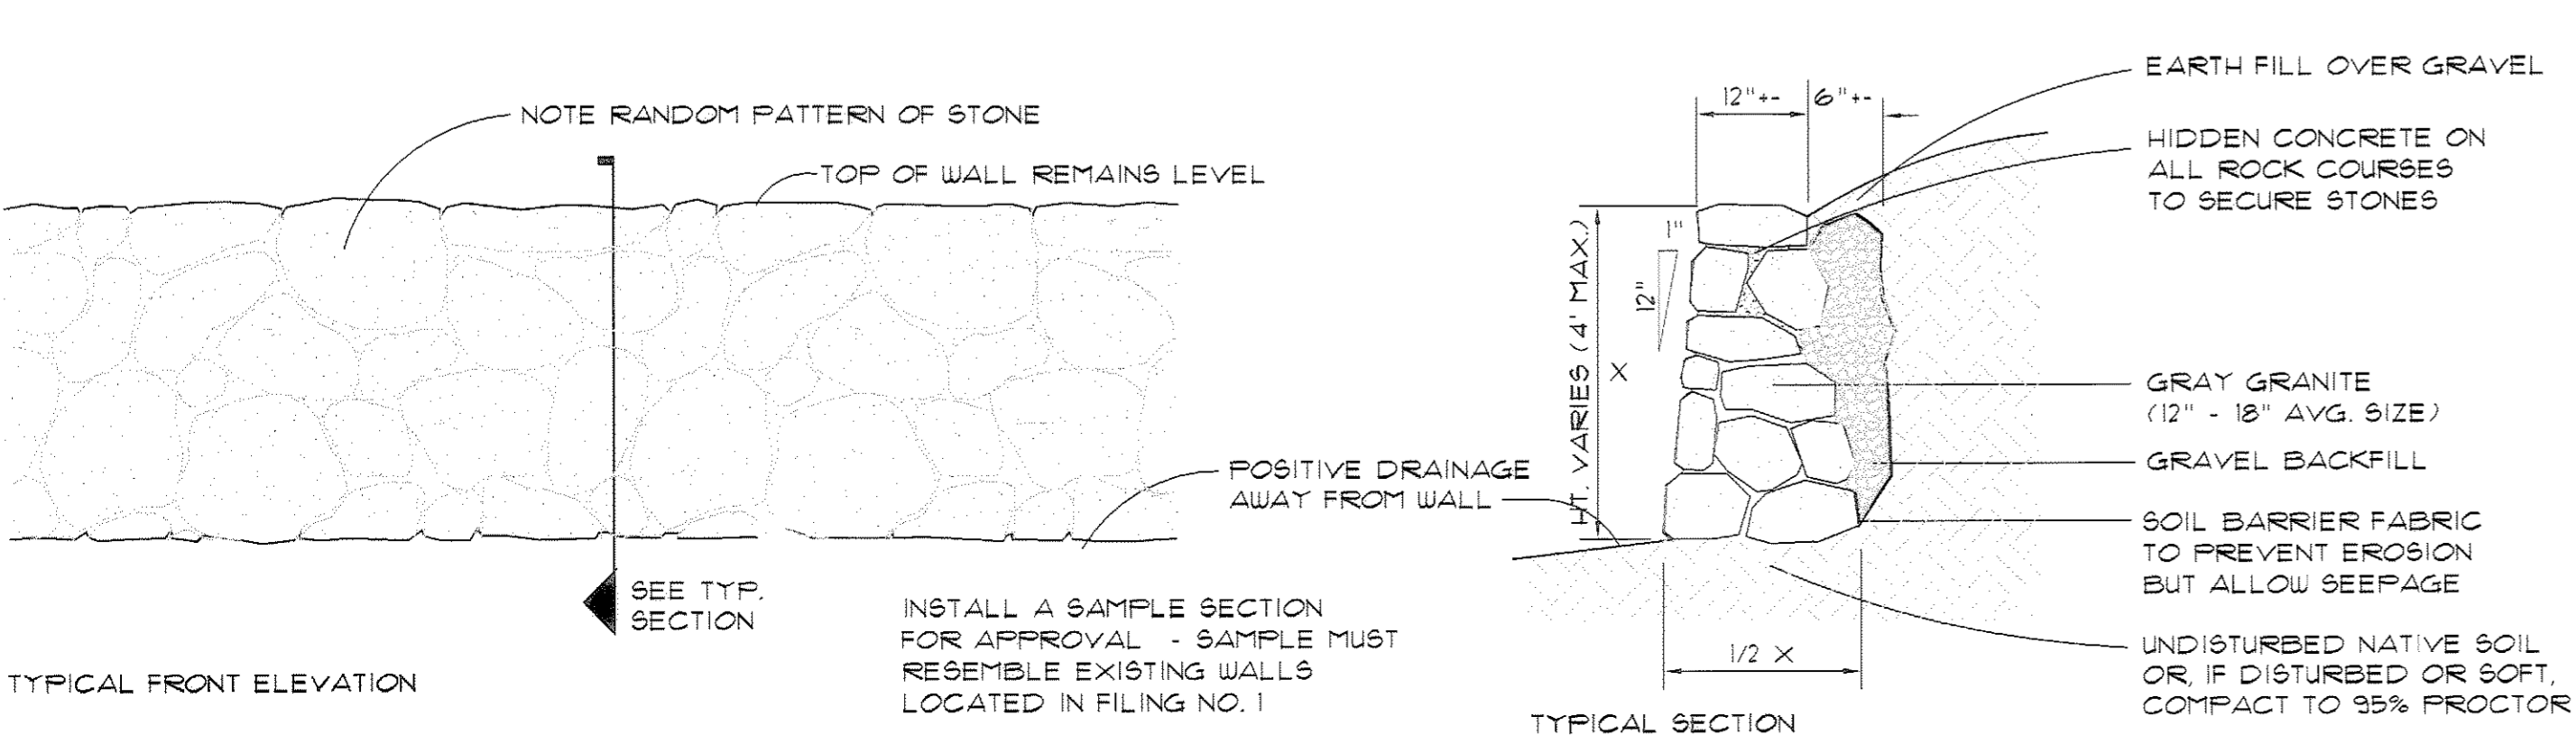 NOTE RANDOM PATTERN OF STONE
TOP OF WALL REMAINS LEVEL
POSITIVE DRAINAGE
AWAY FROM WALL
SEE TYP.
SECTION
INSTALL A SAMPLE SECTION
FOR APPROVAL - SAMPLE MUST
RESEMBLE EXISTING WALLS
LOCATED IN FILING NO. 1
TYPICAL FRONT ELEVATION
12"+-
6"+-
1"
12"
HT. VARIES (4' MAX.)
X
1/2 X
TYPICAL SECTION
EARTH FILL OVER GRAVEL
HIDDEN CONCRETE ON
ALL ROCK COURSES
TO SECURE STONES
GRAY GRANITE
(12" - 18" AVG. SIZE)
GRAVEL BACKFILL
SOIL BARRIER FABRIC
TO PREVENT EROSION
BUT ALLOW SEEPAGE
UNDISTURBED NATIVE SOIL
OR, IF DISTURBED OR SOFT,
COMPACT TO 95% PROCTOR